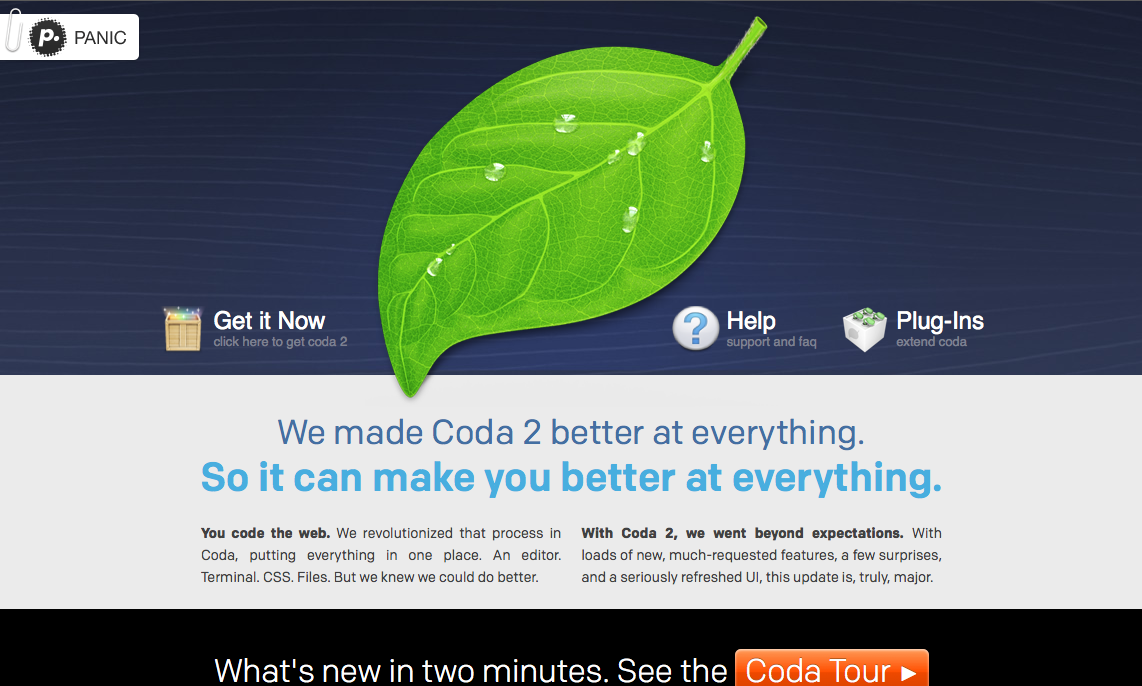 p.
PANIC
Get it Now
click here to get coda 2
?
Help
support and faq
Plug-Ins
extend coda
We made Coda 2 better at everything.
So it can make you better at everything.
You code the web. We revolutionized that process in
Coda, putting everything in one place. An editor.
Terminal. CSS. Files. But we knew we could do better.
With Coda 2, we went beyond expectations. With
loads of new, much-requested features, a few surprises,
and a seriously refreshed UI, this update is, truly, major.
What's new in two minutes. See the Coda Tour ►